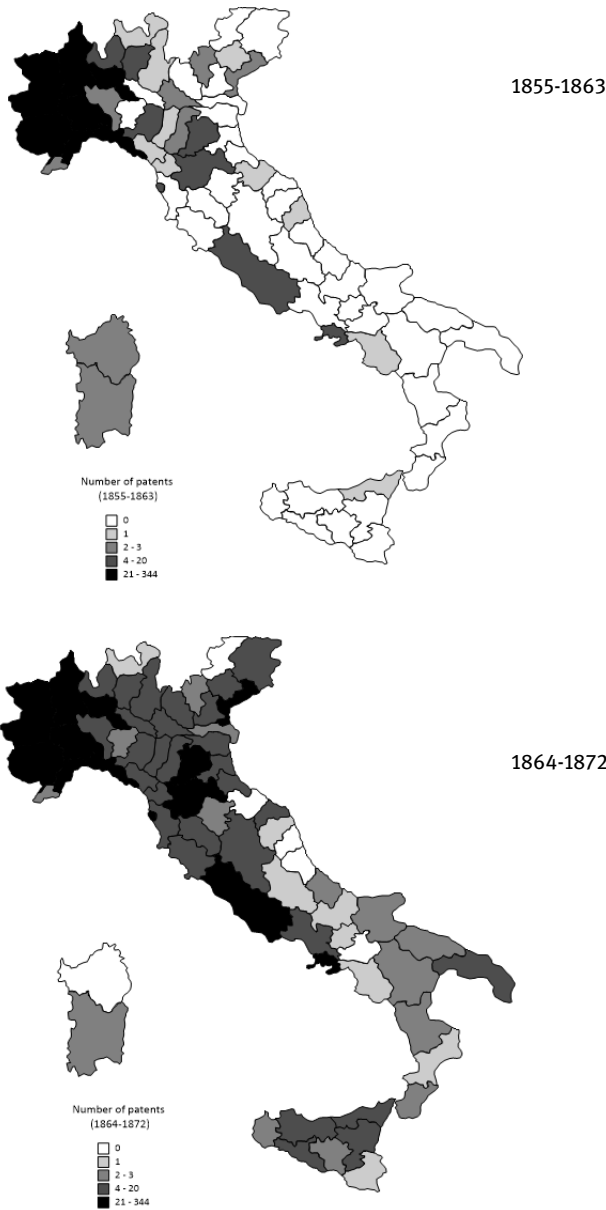 1855-1863
Number of patents
(1855-1863)
0
1
2 - 3
4 - 20
21 - 344
1864-1872
Number of patents
(1864-1872)
0
1
2 - 3
4 - 20
21 - 344